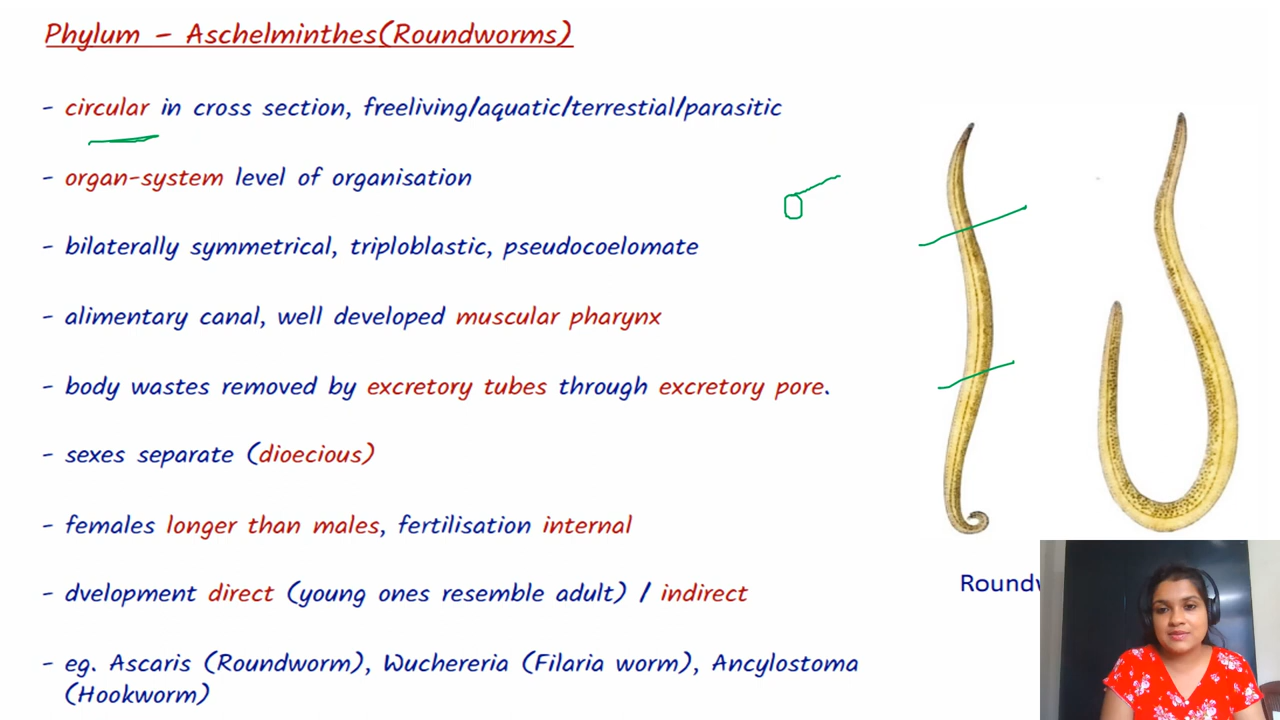 Phylum - Aschelminthes(Roundworms)
- circular in cross section, freeliving/aquatic/terrestial/parasitic
- organ-system level of organisation
- bilaterally symmetrical, triploblastic, pseudocoelomate
- alimentary canal, well developed muscular pharynx
- body wastes removed by excretory tubes through excretory pore.
- sexes separate (dioecious)
- females longer than males, fertilisation internal
- dvelopment direct (young ones resemble adult) / indirect
- eg. Ascaris (Roundworm), Wuchereria (Filaria worm), Ancylostoma
(Hookworm)